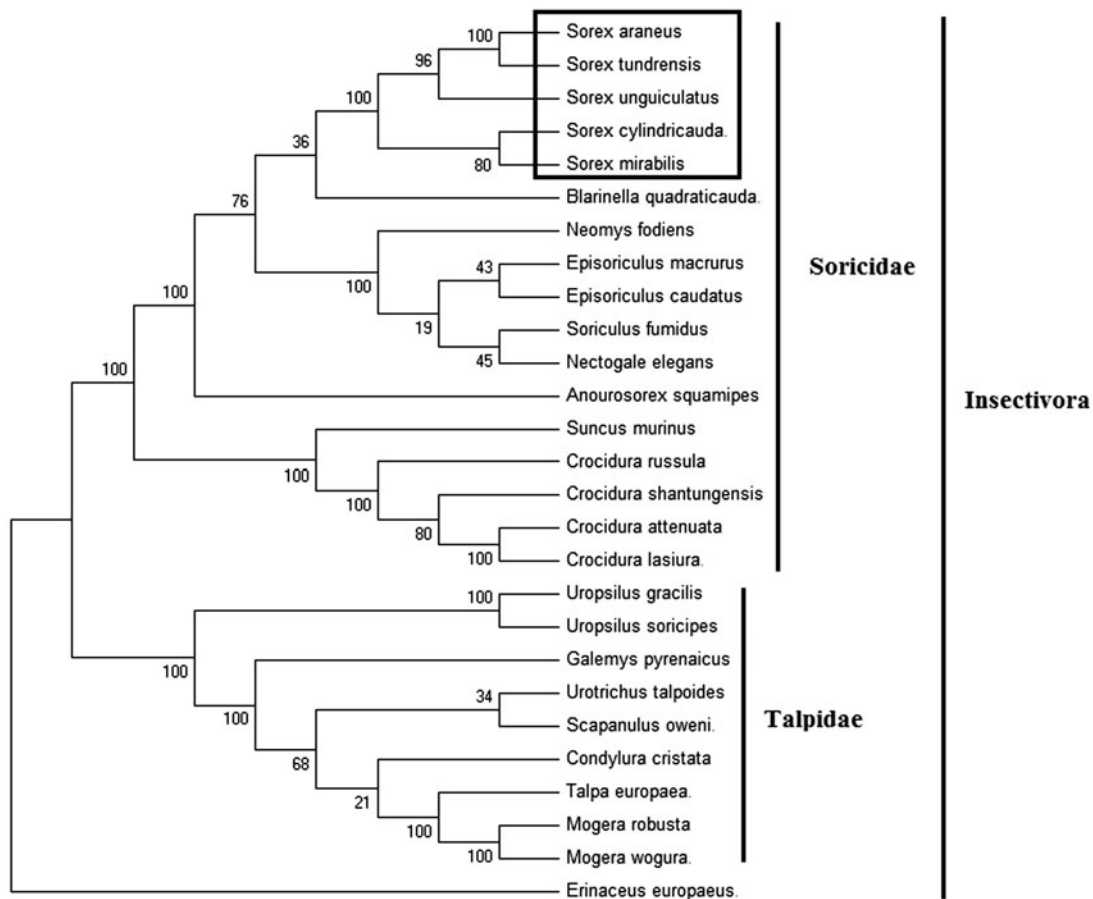 Sorex araneus
Sorex tundrensis
Sorex unguiculatus
Sorex cylindricauda.
Sorex mirabilis
Blarinella quadraticauda.
Neomys fodiens
Episoriculus macrurus
Episoriculus caudatus
Soriculus fumidus
Nectogale elegans
Anourosorex squamipes
Suncus murinus
Crocidura russula
Crocidura shantungensis
Crocidura attenuata
Crocidura lasiura.
Uropsilus gracilis
Uropsilus soricipes
Galemys pyrenaicus
Urotrichus talpoides
Scapanulus oweni.
Condylura cristata
Talpa europaea.
Mogera robusta
Mogera wogura.
Erinaceus europaeus.
100
96
100
80
36
76
100
43
19
45
100
100
100
100
80
100
100
100
100
34
68
21
100
100
Soricidae
Talpidae
Insectivora